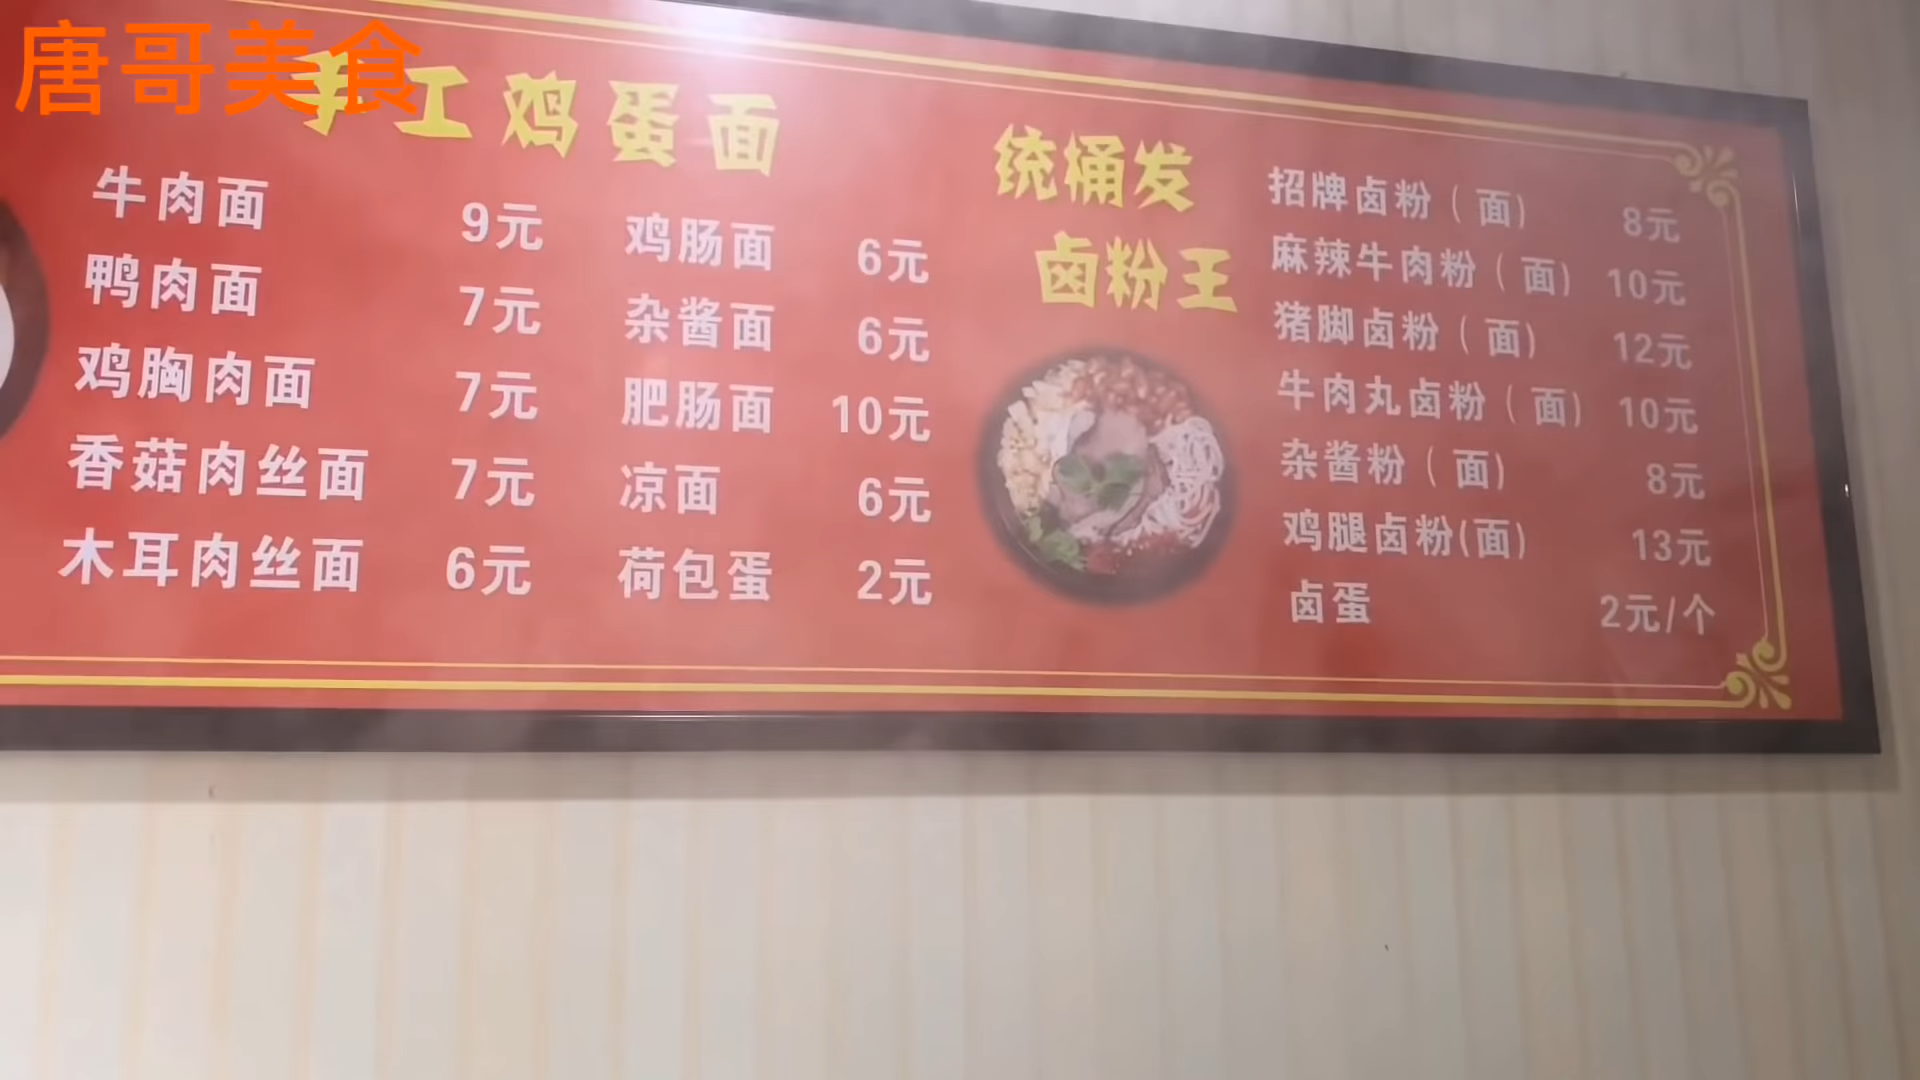 唐哥美食
手工鸡蛋面
牛肉面 9元
鸭肉面 7元
鸡胸肉面 7元
香菇肉丝面 7元
木耳肉丝面 6元
鸡肠面 6元
杂酱面 6元
肥肠面 10元
凉面 6元
荷包蛋 2元
统桶发
卤粉王
招牌卤粉（面） 8元
麻辣牛肉粉（面） 10元
猪脚卤粉（面） 12元
牛肉丸卤粉（面） 10元
杂酱粉（面） 8元
鸡腿卤粉(面) 13元
卤蛋 2元/个